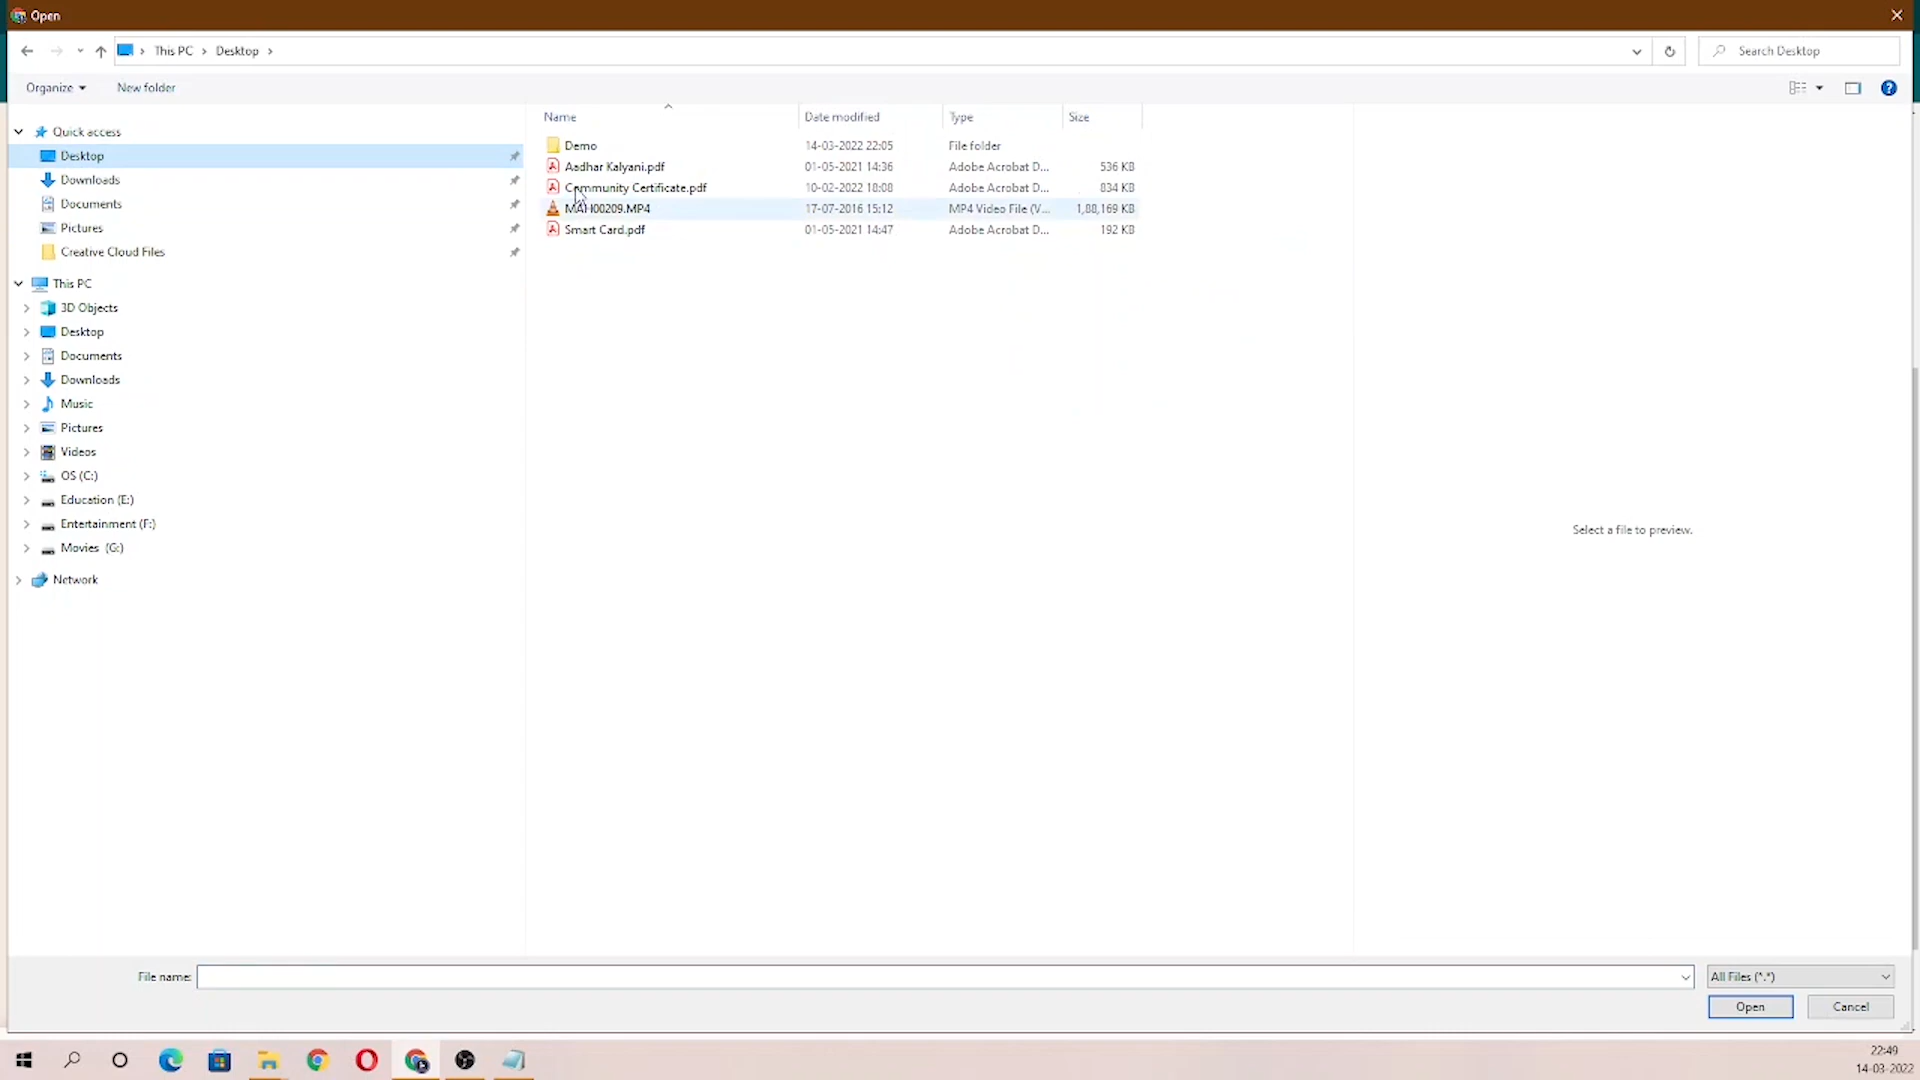 Open
This PC > Desktop >
Search Desktop
Organize
New folder
Name Date modified Type Size
Quick access
Desktop
Downloads
Documents
Pictures
Creative Cloud Files
This PC
3D Objects
Desktop
Documents
Downloads
Music
Pictures
Videos
OS (C:)
Education (E:)
Entertainment (F:)
Movies (G:)
Network
Demo 14-03-2022 22:05 File folder
Aadhar Kalyani.pdf 01-05-2021 14:36 Adobe Acrobat D... 536 KB
Community Certificate.pdf 10-02-2022 18:08 Adobe Acrobat D... 834 KB
MAH00209.MP4 17-07-2016 15:12 MP4 Video File (V... 1,88,169 KB
Smart Card.pdf 01-05-2021 14:47 Adobe Acrobat D... 192 KB
Select a file to preview.
File name:
All Files (*.*)
Open
Cancel
22:49
14-03-2022